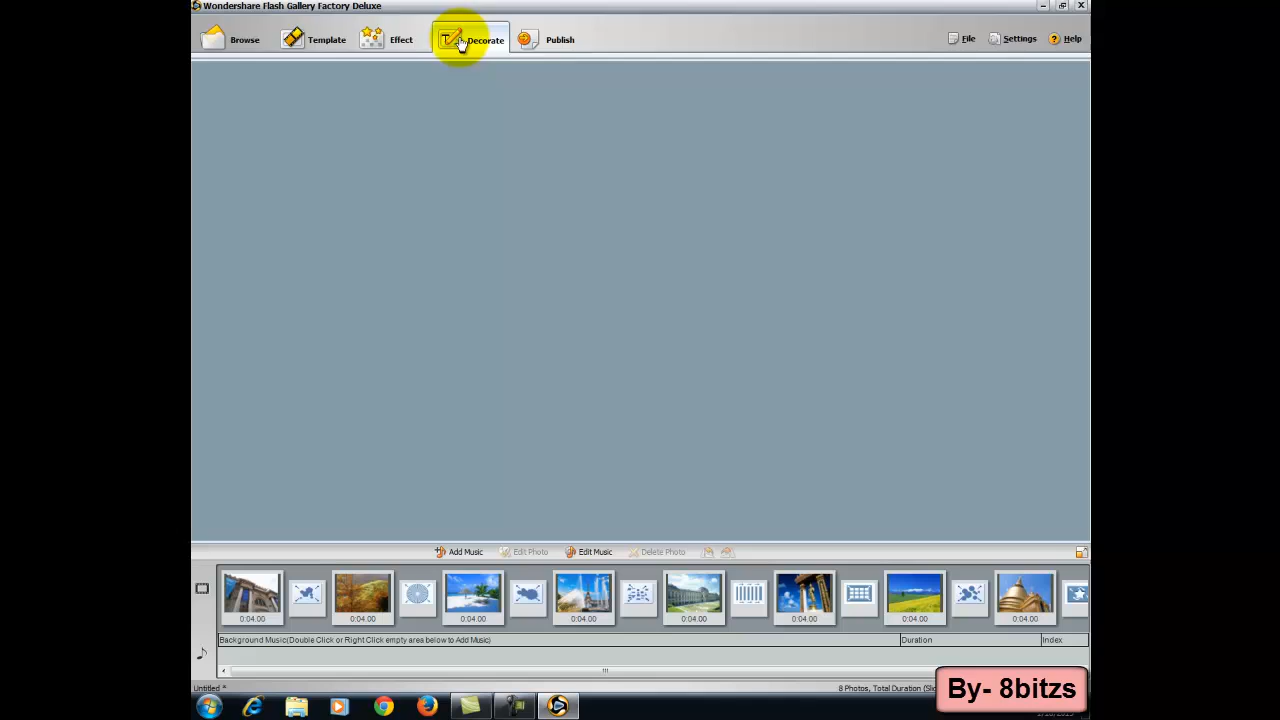 Wondershare Flash Gallery Factory Deluxe
Browse Template Effect Decorate Publish File Settings Help
Add Music Edit Photo Edit Music Delete Photo
0:04.00 0:04.00 0:04.00 0:04.00 0:04.00 0:04.00 0:04.00 0:04.00
Background Music(Double Click or Right Click empty area below to Add Music) Duration Index
Untitled * 8 Photos, Total Duration
By- 8bitzs